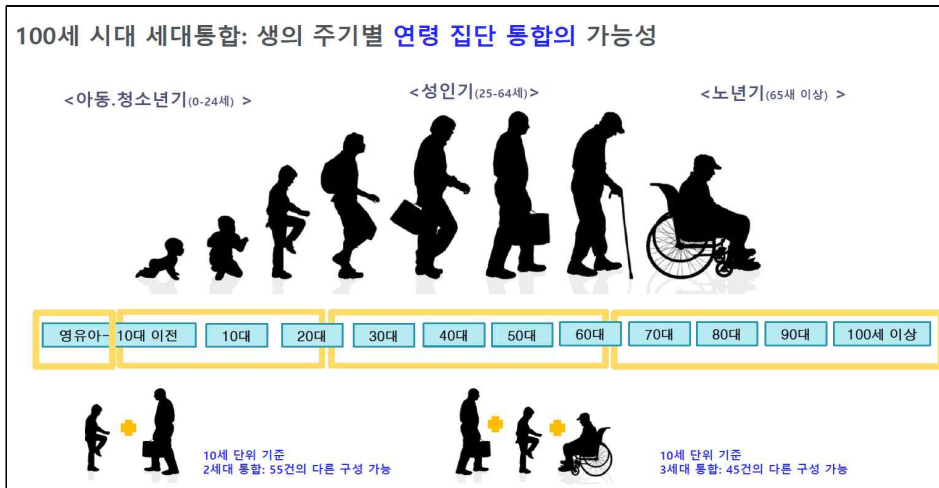 100세 시대 세대통합: 생의 주기별 연령 집단 통합의 가능성
<아동.청소년기(0-24세) >
<성인기(25-64세)>
<노년기(65새 이상) >
영유아- 10대 이전 10대 20대 30대 40대 50대 60대 70대 80대 90대 100세 이상
10세 단위 기준
2세대 통합: 55건의 다른 구성 가능
10세 단위 기준
3세대 통합: 45건의 다른 구성 가능